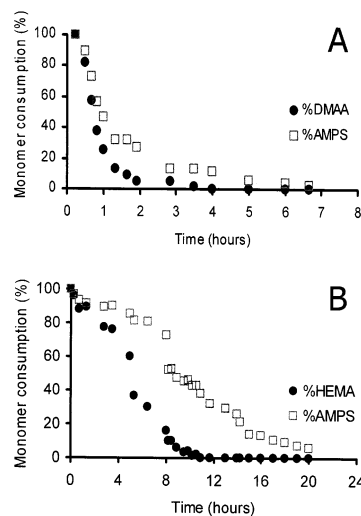 A
Monomer consumption (%)
100
80
60
40
20
0
%DMAA
%AMPS
0 1 2 3 4 5 6 7 8
Time (hours)
B
Monomer consumption (%)
100
80
60
40
20
0
%HEMA
%AMPS
0 4 8 12 16 20 24
Time (hours)